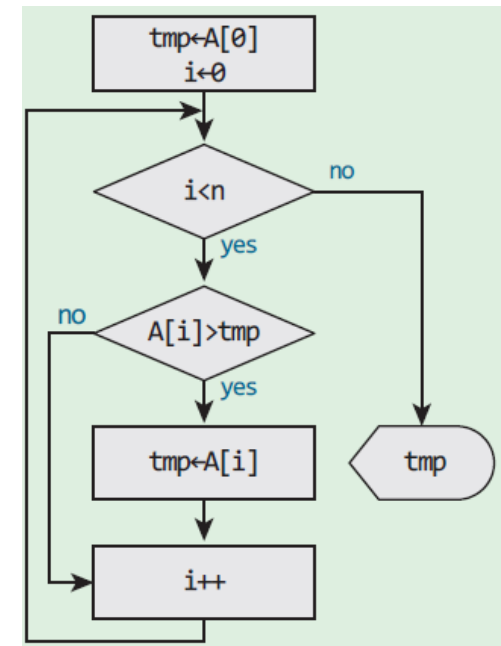 tmp←A[0]
i←0
i<n
no
yes
no
A[i]>tmp
yes
tmp←A[i]
tmp
i++